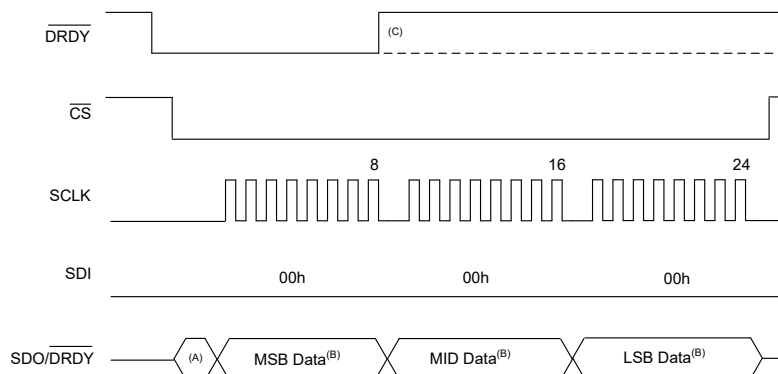 DRDY
(C)
CS
8 16 24
SCLK
SDI
00h 00h 00h
SDO/DRDY
(A) MSB Data(B) MID Data(B) LSB Data(B)